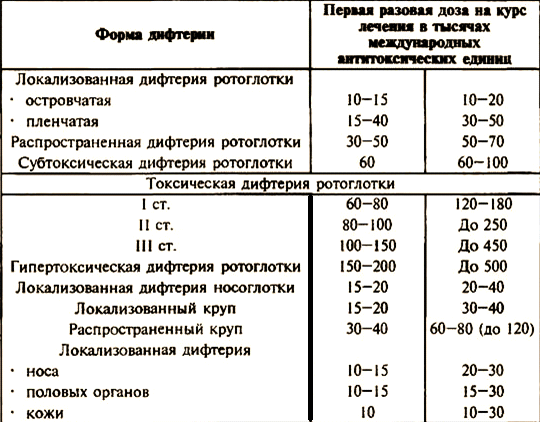 Форма дифтерии
Первая разовая доза на курс
лечения в тысячах
международных
антитоксических единиц
Локализованная дифтерия ротоглотки
· островчатая 10—15 10—20
· пленчатая 15—40 30—50
Распространенная дифтерия ротоглотки 30—50 50—70
Субтоксическая дифтерия ротоглотки 60 60—100
Токсическая дифтерия ротоглотки
I ст. 60—80 120—180
II ст. 80—100 До 250
III ст. 100—150 До 450
Гипертоксическая дифтерия ротоглотки 150—200 До 500
Локализованная дифтерия носоглотки 15—20 20—40
Локализованный круп 15—20 30—40
Распространенный круп 30—40 60—80 (до 120)
Локализованная дифтерия
· носа 10—15 20—30
· половых органов 10—15 15—30
· кожи 10 10—30